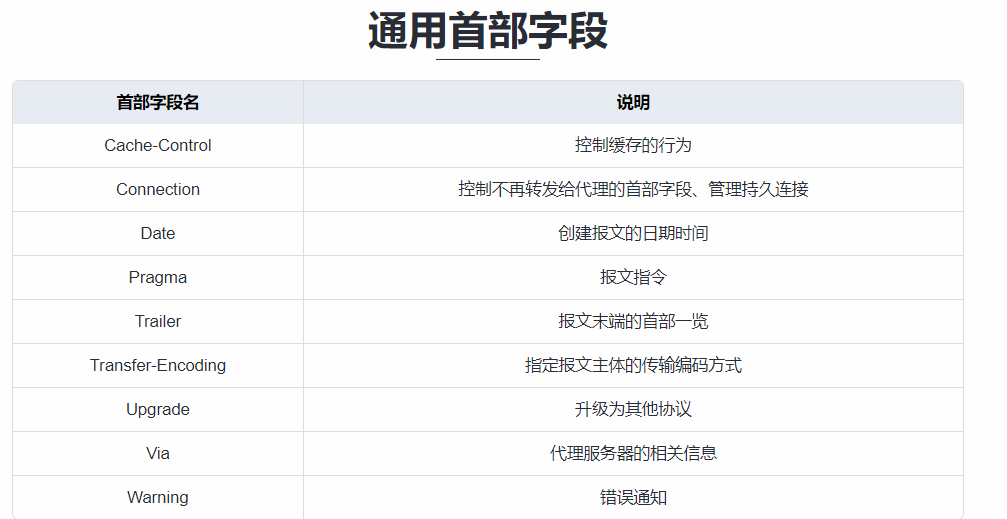 通用首部字段
首部字段名 说明
Cache-Control 控制缓存的行为
Connection 控制不再转发给代理的首部字段、管理持久连接
Date 创建报文的日期时间
Pragma 报文指令
Trailer 报文末端的首部一览
Transfer-Encoding 指定报文主体的传输编码方式
Upgrade 升级为其他协议
Via 代理服务器的相关信息
Warning 错误通知